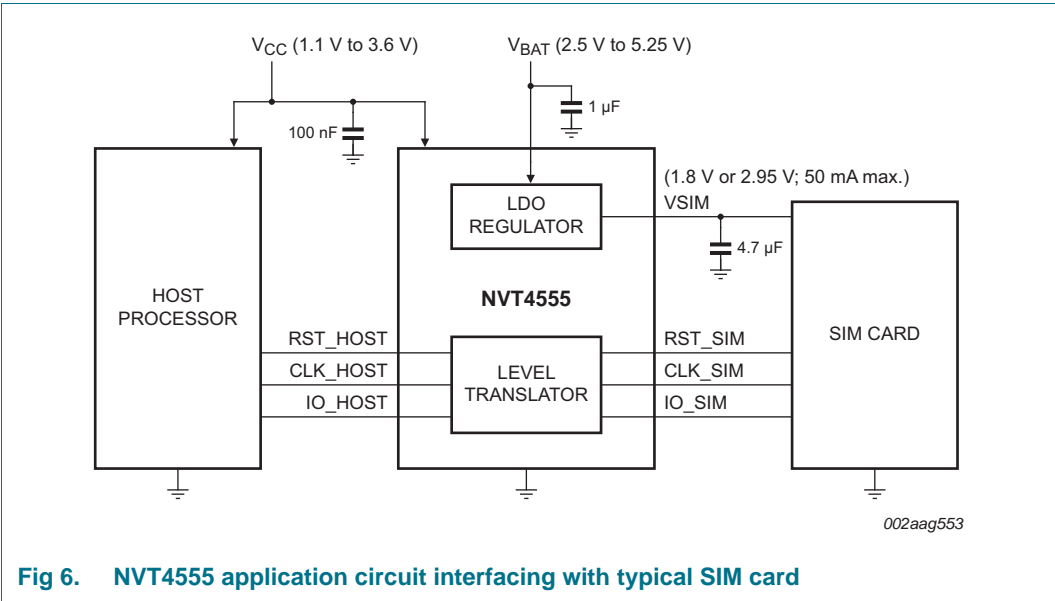 V_CC (1.1 V to 3.6 V)
V_BAT (2.5 V to 5.25 V)
1 µF
100 nF
(1.8 V or 2.95 V; 50 mA max.)
LDO
REGULATOR
VSIM
4.7 µF
NVT4555
HOST
PROCESSOR
SIM CARD
RST_HOST
RST_SIM
CLK_HOST
LEVEL
TRANSLATOR
CLK_SIM
IO_HOST
IO_SIM
002aag553
Fig 6. NVT4555 application circuit interfacing with typical SIM card